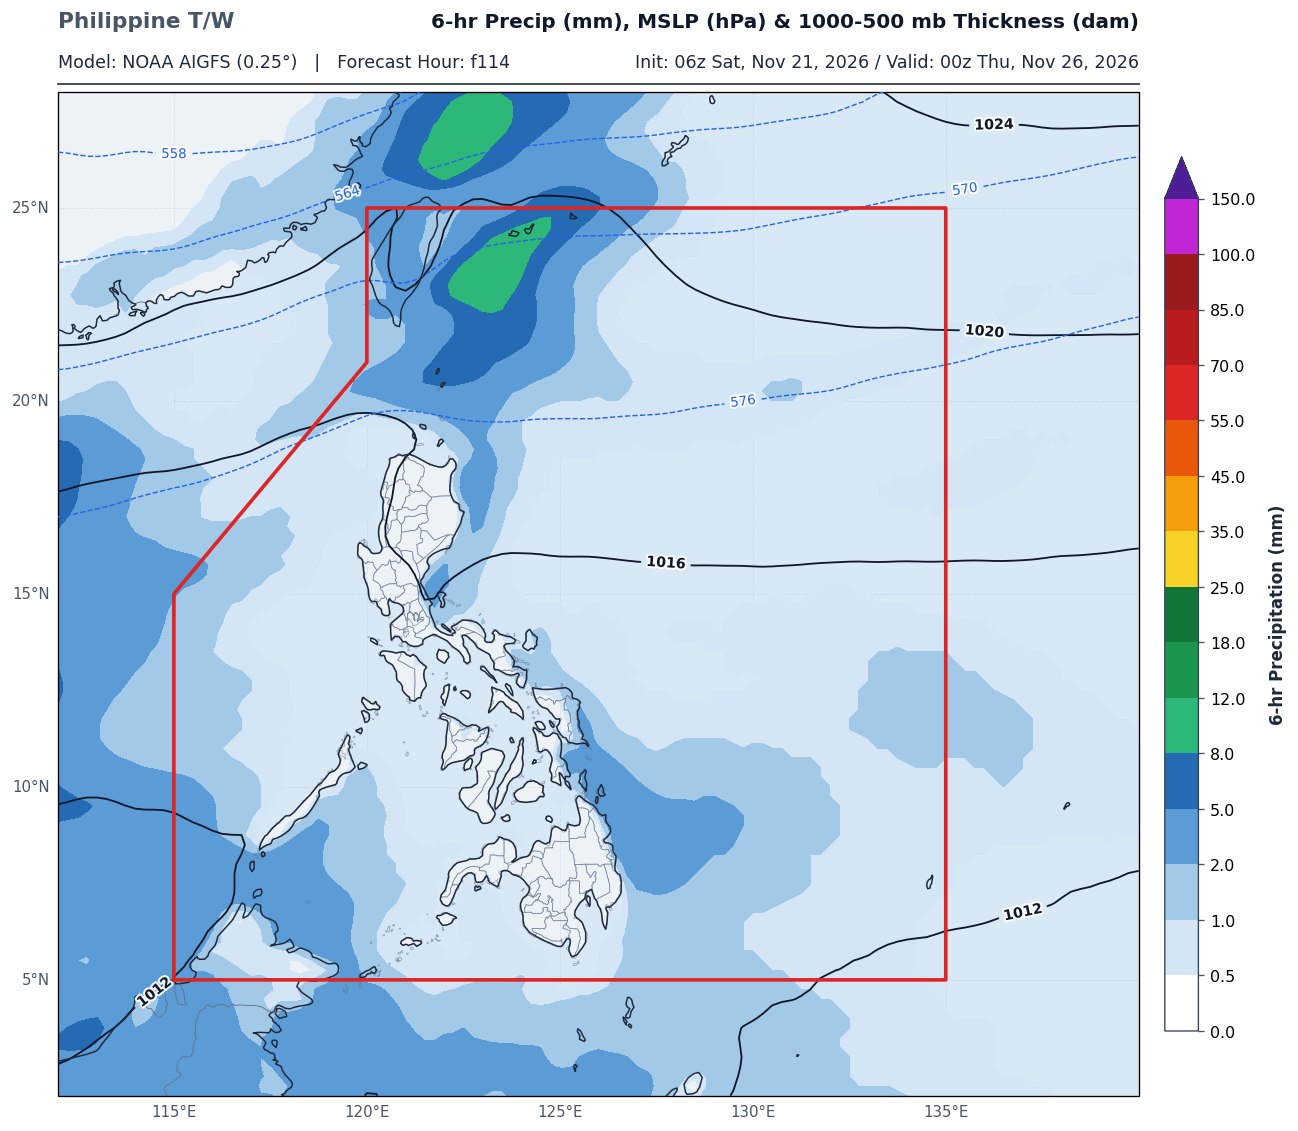 Philippine T/W
6-hr Precip (mm), MSLP (hPa) & 1000-500 mb Thickness (dam)
Model: NOAA AIGFS (0.25°) | Forecast Hour: f114
Init: 06z Sat, Nov 21, 2026 / Valid: 00z Thu, Nov 26, 2026
1024
558
564
570
25°N
1020
20°N
576
1016
15°N
10°N
1012
5°N
1012
115°E
120°E
125°E
130°E
135°E
150.0
100.0
85.0
70.0
55.0
45.0
35.0
25.0
18.0
12.0
8.0
5.0
2.0
1.0
0.5
0.0
6-hr Precipitation (mm)